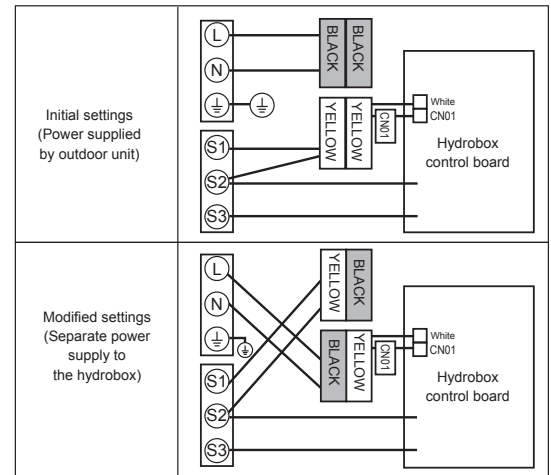 Initial settings
(Power supplied
by outdoor unit)
L
N
S1
S2
S3
BLACK
BLACK
YELLOW
YELLOW
CN01
White
CN01
Hydrobox
control board
Modified settings
(Separate power
supply to
the hydrobox)
L
N
S1
S2
S3
YELLOW
BLACK
BLACK
YELLOW
CN01
White
CN01
Hydrobox
control board